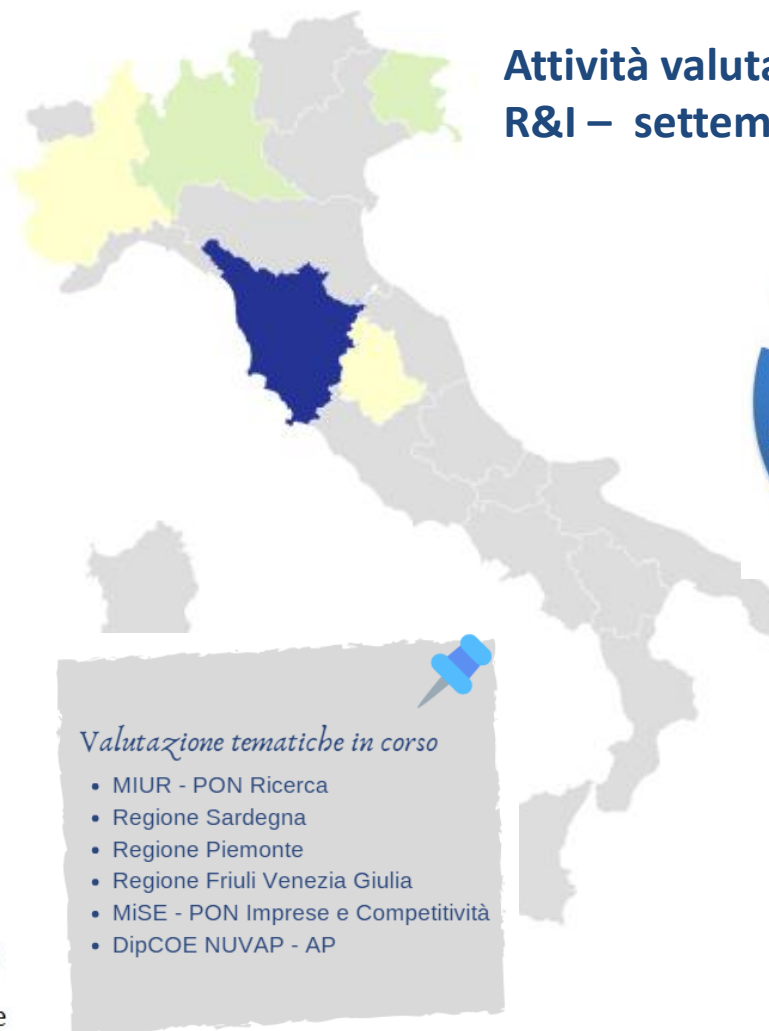 Attività valuta
R&I – settem
Valutazione tematiche in corso
• MIUR - PON Ricerca
• Regione Sardegna
• Regione Piemonte
• Regione Friuli Venezia Giulia
• MiSE - PON Imprese e Competitività
• DipCOE NUVAP - AP
e